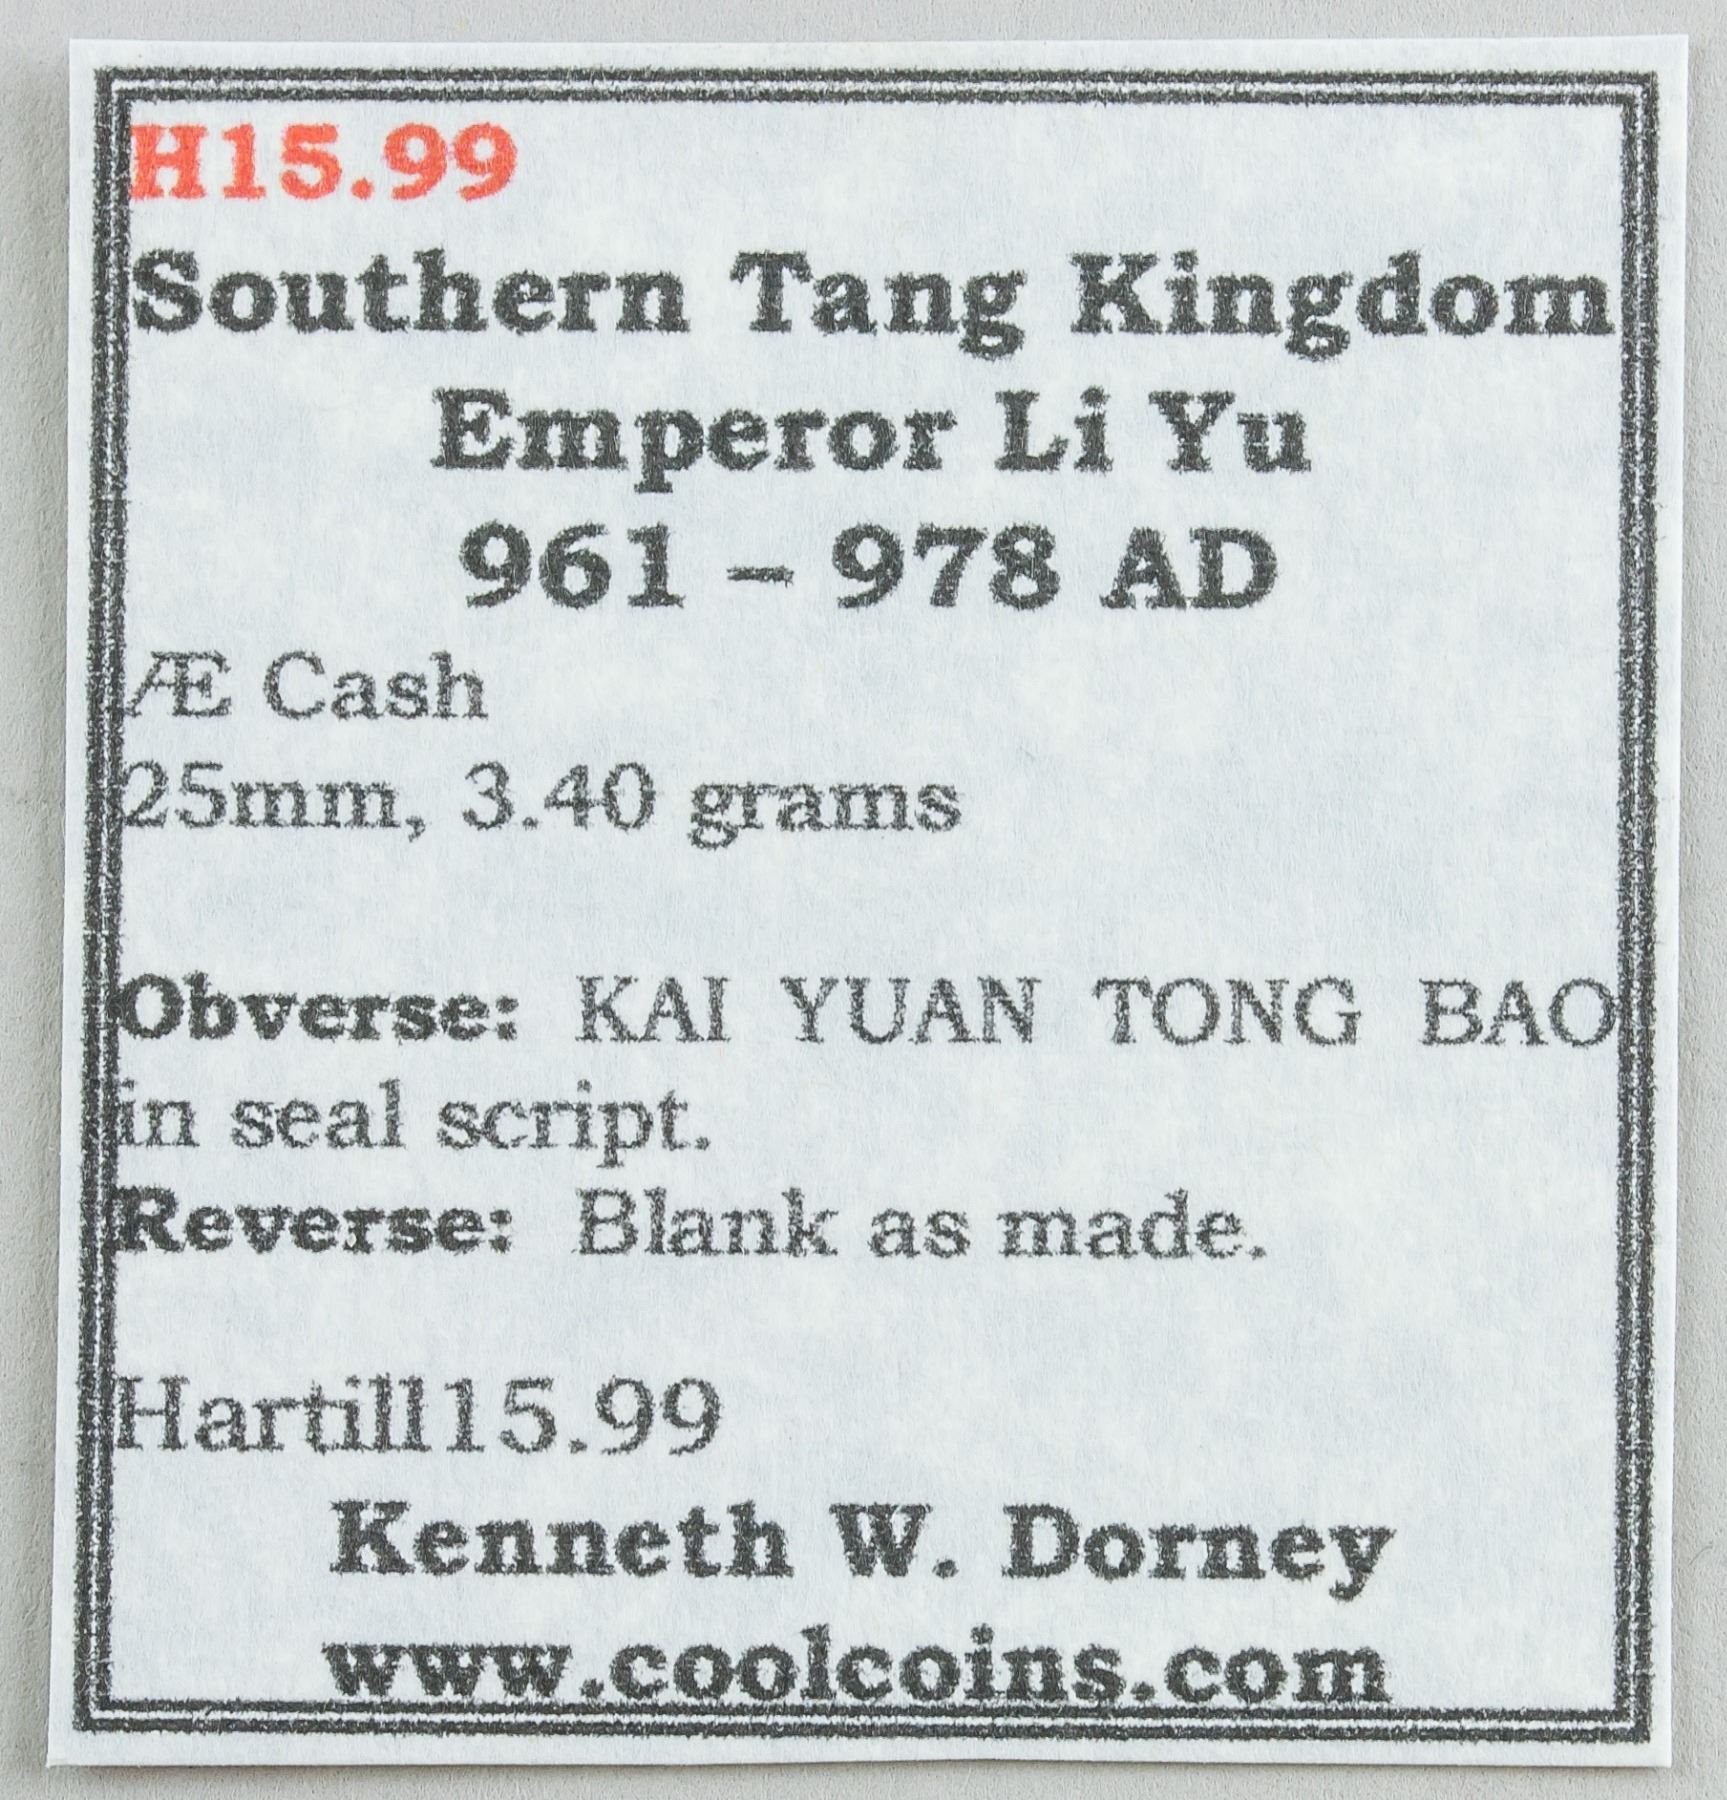 H15.99
Southern Tang Kingdom
Emperor Li Yu
961 – 978 AD
Æ Cash
25mm, 3.40 grams
Obverse: KAI YUAN TONG BAO
in seal script.
Reverse: Blank as made.
Hartill15.99
Kenneth W. Dorney
www.coolcoins.com